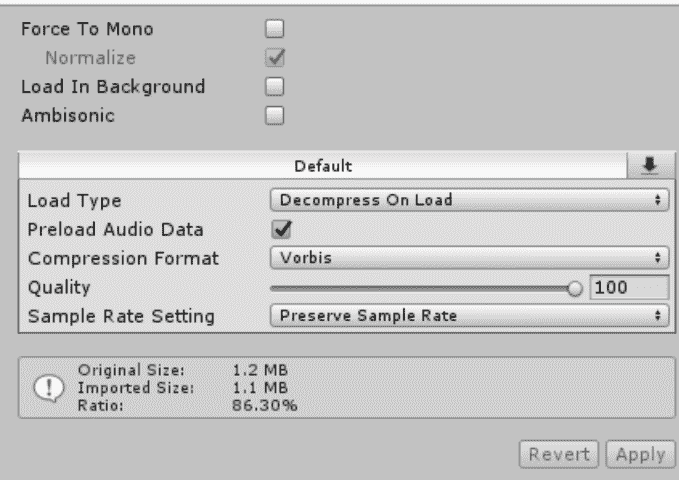 Force To Mono
Normalize
Load In Background
Ambisonic
Default
Load Type Decompress On Load
Preload Audio Data
Compression Format Vorbis
Quality 100
Sample Rate Setting Preserve Sample Rate
Original Size: 1.2 MB
Imported Size: 1.1 MB
Ratio: 86.30%
Revert Apply